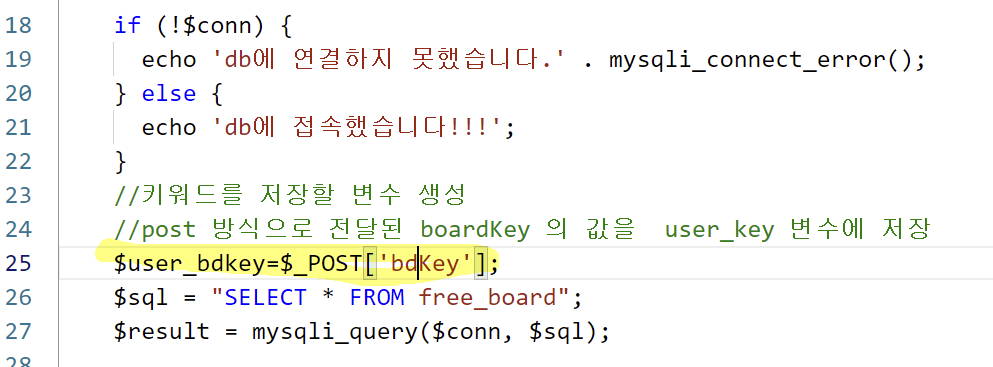 18 if (!$conn) {
19 echo 'db에 연결하지 못했습니다.' . mysqli_connect_error();
20 } else {
21 echo 'db에 접속했습니다!!!';
22 }
23 //키워드를 저장할 변수 생성
24 //post 방식으로 전달된 boardKey 의 값을  user_key 변수에 저장
25 $user_bdkey=$_POST['bdKey'];
26 $sql = "SELECT * FROM free_board";
27 $result = mysqli_query($conn, $sql);
28